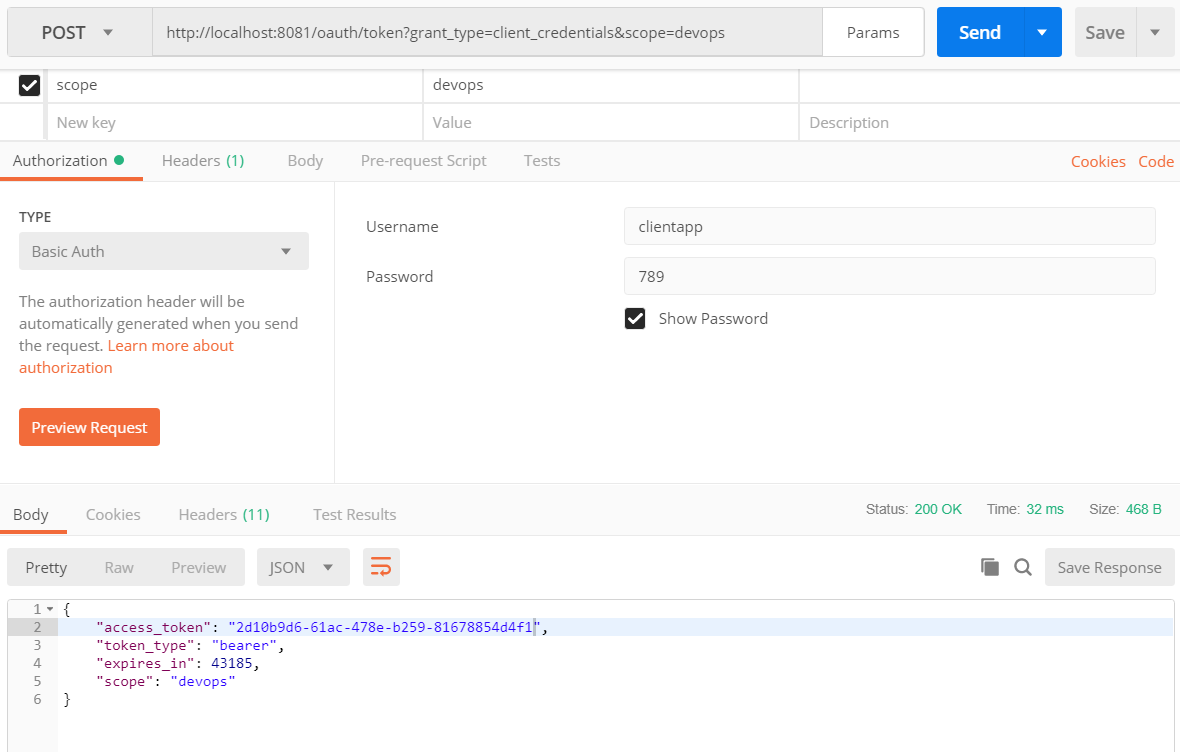 POST http://localhost:8081/oauth/token?grant_type=client_credentials&scope=devops Params Send Save
scope devops
New key Value Description
Authorization Headers (1) Body Pre-request Script Tests Cookies Code
TYPE
Basic Auth
The authorization header will be
automatically generated when you send
the request. Learn more about
authorization
Preview Request
Username clientapp
Password 789
Show Password
Body Cookies Headers (11) Test Results Status: 200 OK Time: 32 ms Size: 468 B
Pretty Raw Preview JSON Save Response
1 {
2 "access_token": "2d10b9d6-61ac-478e-b259-81678854d4f1",
3 "token_type": "bearer",
4 "expires_in": 43185,
5 "scope": "devops"
6 }